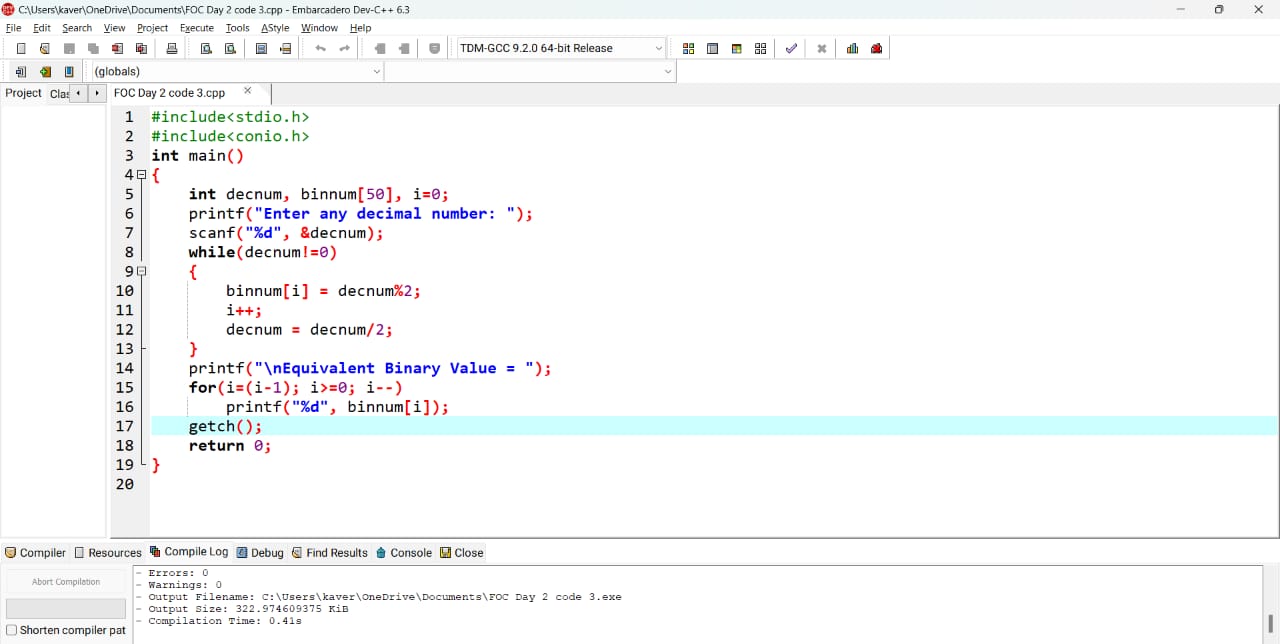 C:\Users\kaver\OneDrive\Documents\FOC Day 2 code 3.cpp - Embarcadero Dev-C++ 6.3
File Edit Search View Project Execute Tools AStyle Window Help
TDM-GCC 9.2.0 64-bit Release
(globals)
Project Clas FOC Day 2 code 3.cpp
1 #include<stdio.h>
2 #include<conio.h>
3 int main()
4 {
5 int decnum, binnum[50], i=0;
6 printf("Enter any decimal number: ");
7 scanf("%d", &decnum);
8 while(decnum!=0)
9 {
10 binnum[i] = decnum%2;
11 i++;
12 decnum = decnum/2;
13 }
14 printf("\nEquivalent Binary Value = ");
15 for(i=(i-1); i>=0; i--)
16 printf("%d", binnum[i]);
17 getch();
18 return 0;
19 }
20
Compiler Resources Compile Log Debug Find Results Console Close
Abort Compilation
Shorten compiler pat
- Errors: 0
- Warnings: 0
- Output Filename: C:\Users\kaver\OneDrive\Documents\FOC Day 2 code 3.exe
- Output Size: 322.974609375 KiB
- Compilation Time: 0.41s